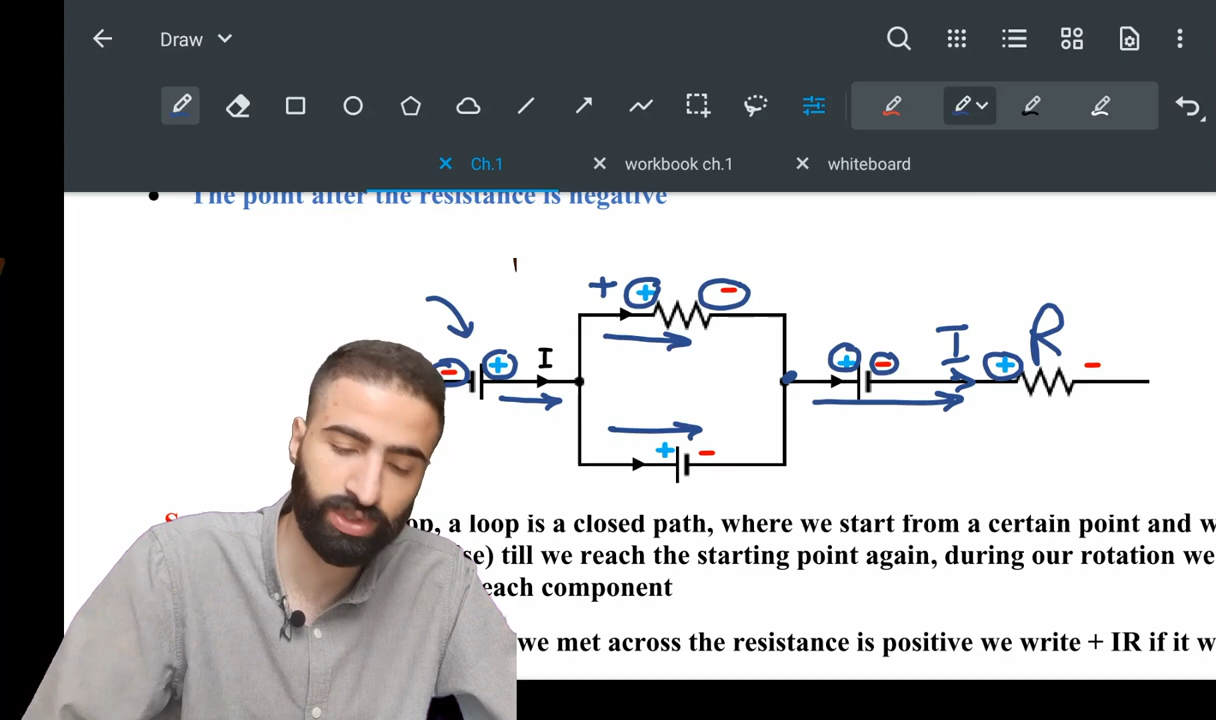 Draw
Ch.1
workbook ch.1
whiteboard
The point after the resistance is negative
+ + -
I R
- + I + - + -
+ -
a loop is a closed path, where we start from a certain point and
till we reach the starting point again, during our rotation we
each component
we met across the resistance is positive we write + IR if it